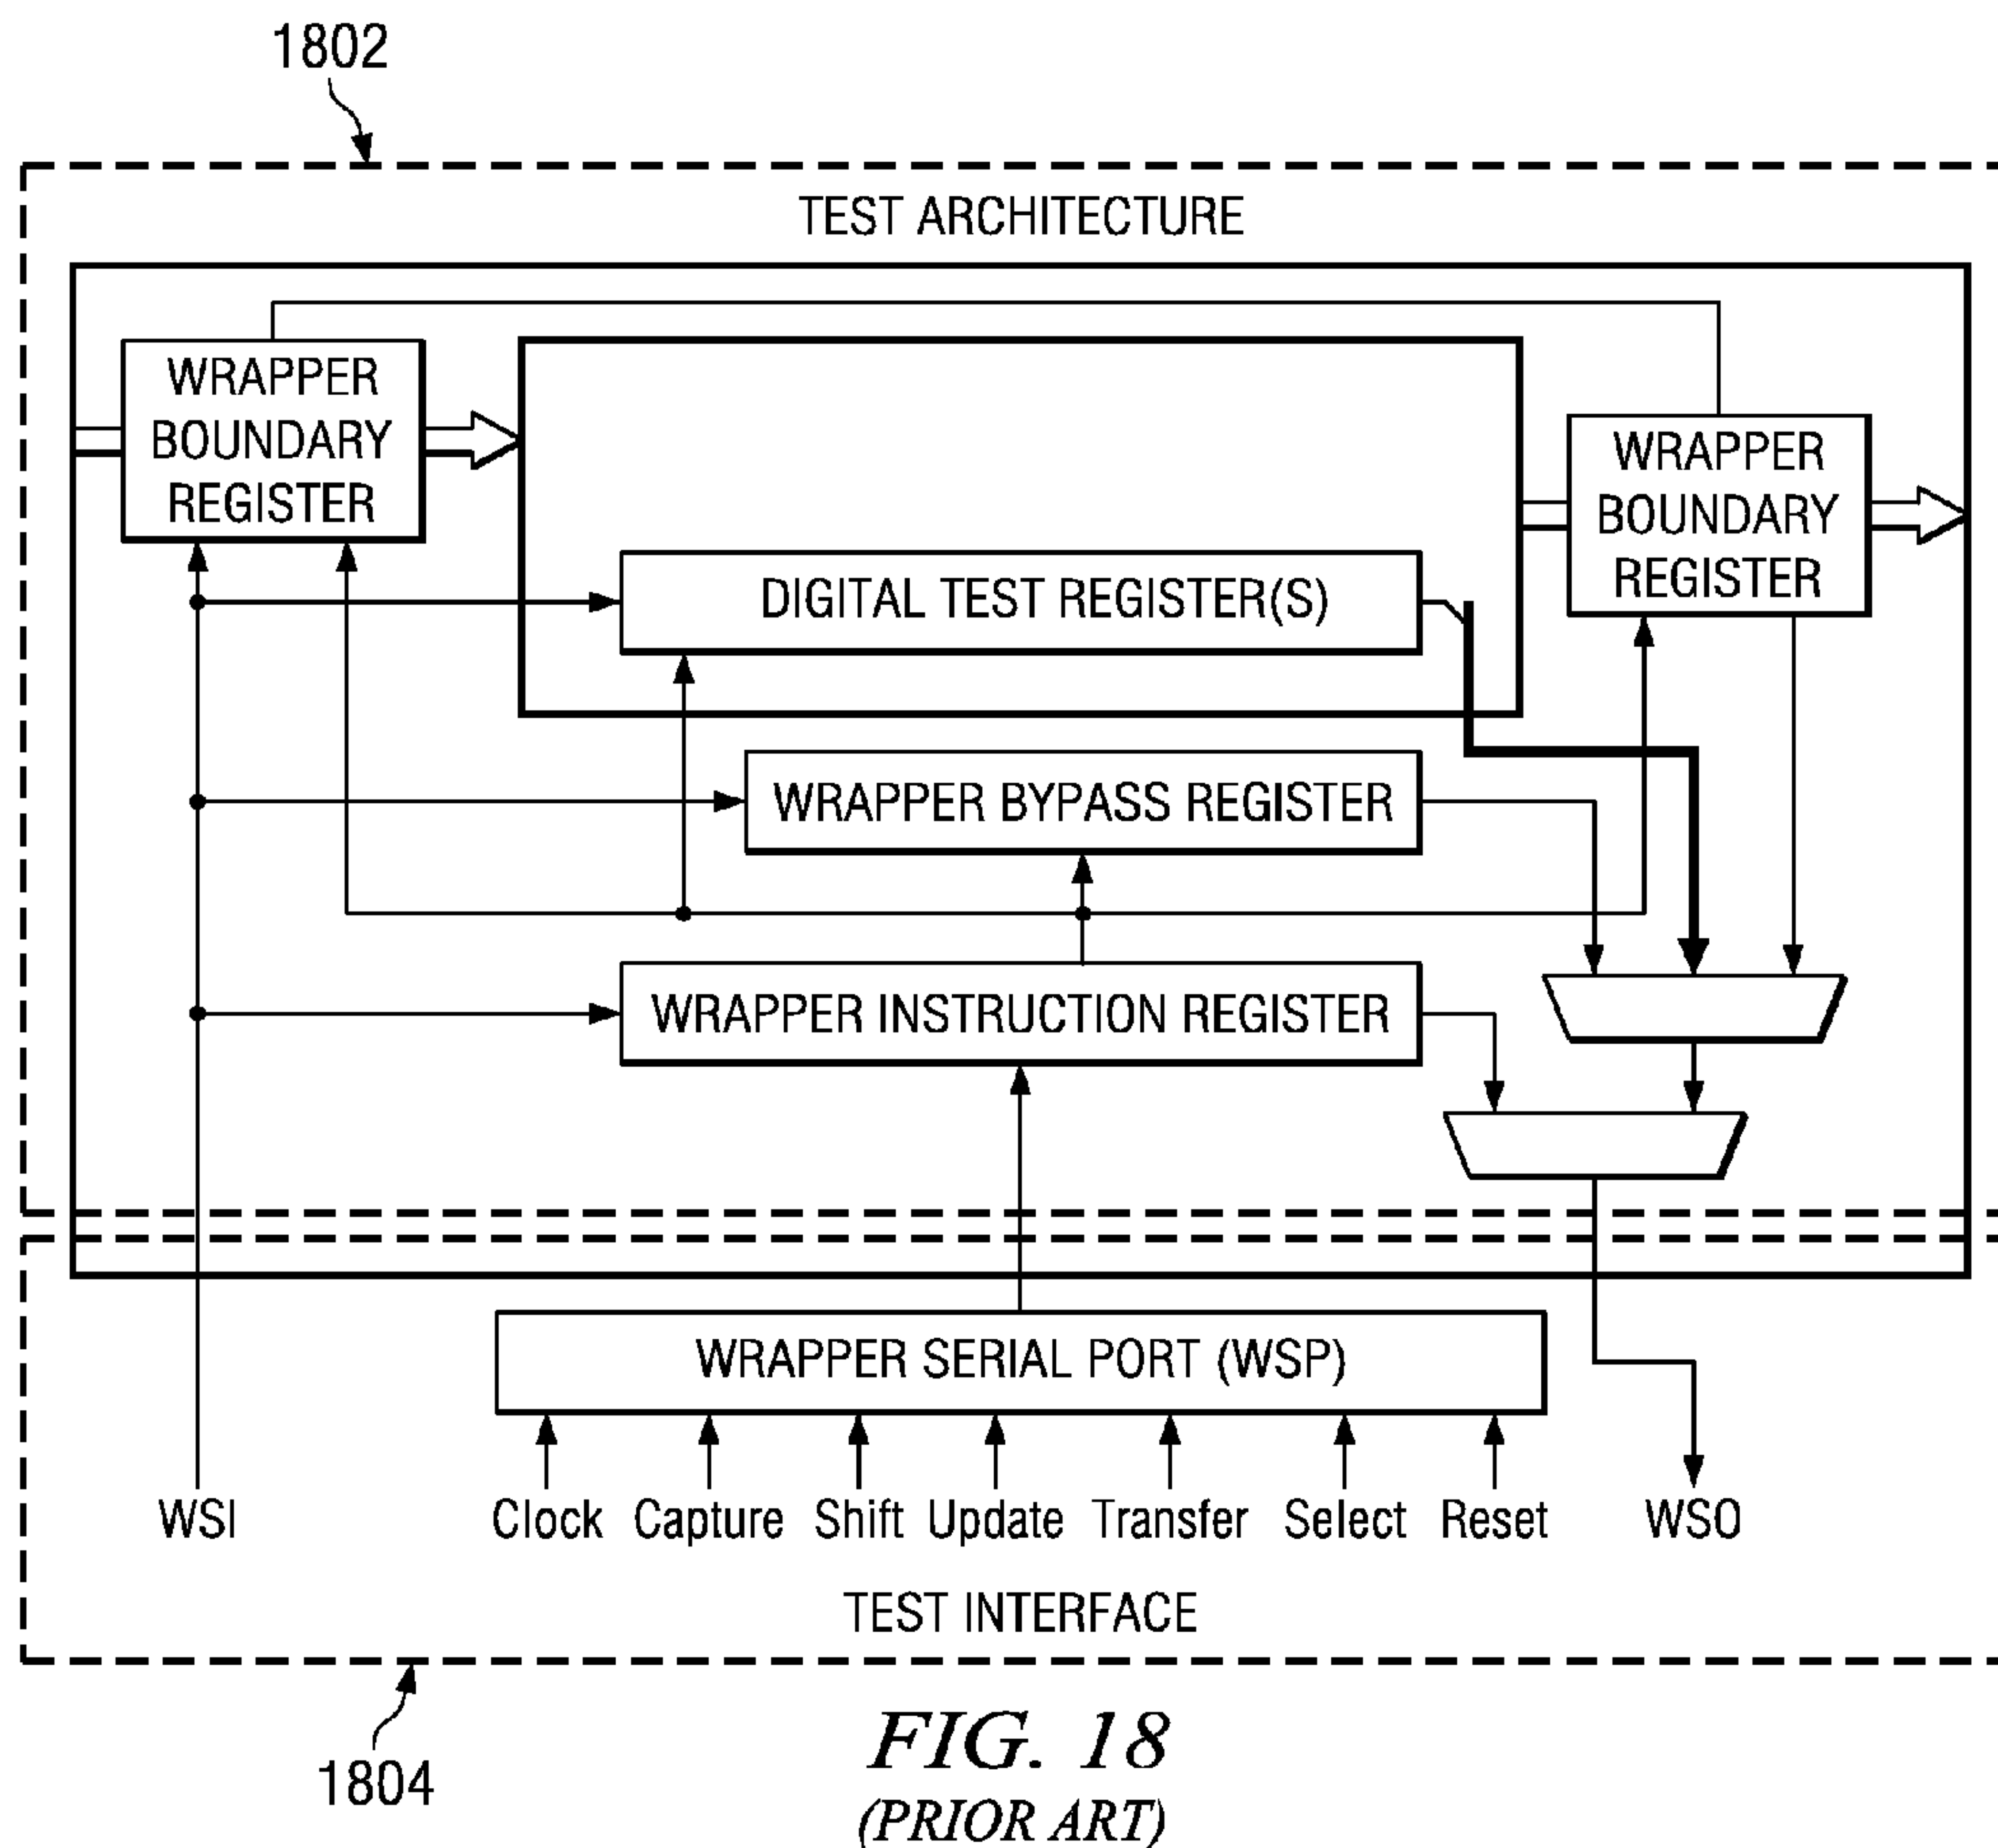 1802
TEST ARCHITECTURE
WRAPPER
BOUNDARY
REGISTER
WRAPPER
BOUNDARY
REGISTER
DIGITAL TEST REGISTER(S)
WRAPPER BYPASS REGISTER
WRAPPER INSTRUCTION REGISTER
WRAPPER SERIAL PORT (WSP)
WSI
Clock
Capture
Shift
Update
Transfer
Select
Reset
WSO
TEST INTERFACE
1804
FIG. 18
(PRIOR ART)